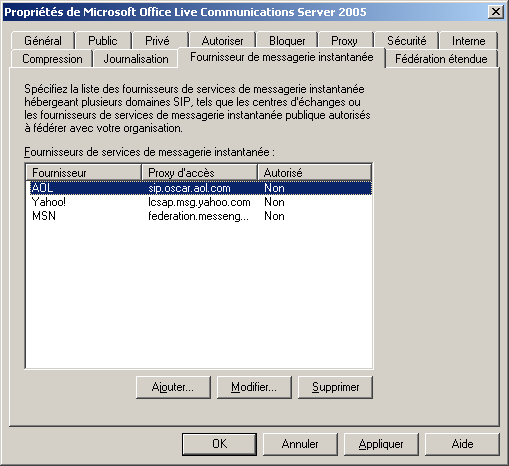 Propriétés de Microsoft Office Live Communications Server 2005
Général Public Privé Autoriser Bloquer Proxy Sécurité Interne
Compression Journalisation Fournisseur de messagerie instantanée Fédération étendue
Spécifiez la liste des fournisseurs de services de messagerie instantanée
hébergeant plusieurs domaines SIP, tels que les centres d'échanges ou
les fournisseurs de services de messagerie instantanée publique autorisés
à fédérer avec votre organisation.
Fournisseurs de services de messagerie instantanée :
Fournisseur Proxy d'accès Autorisé
AOL sip.oscar.aol.com Non
Yahoo! lcsap.msg.yahoo.com Non
MSN federation.messeng... Non
Ajouter... Modifier... Supprimer
OK Annuler Appliquer Aide